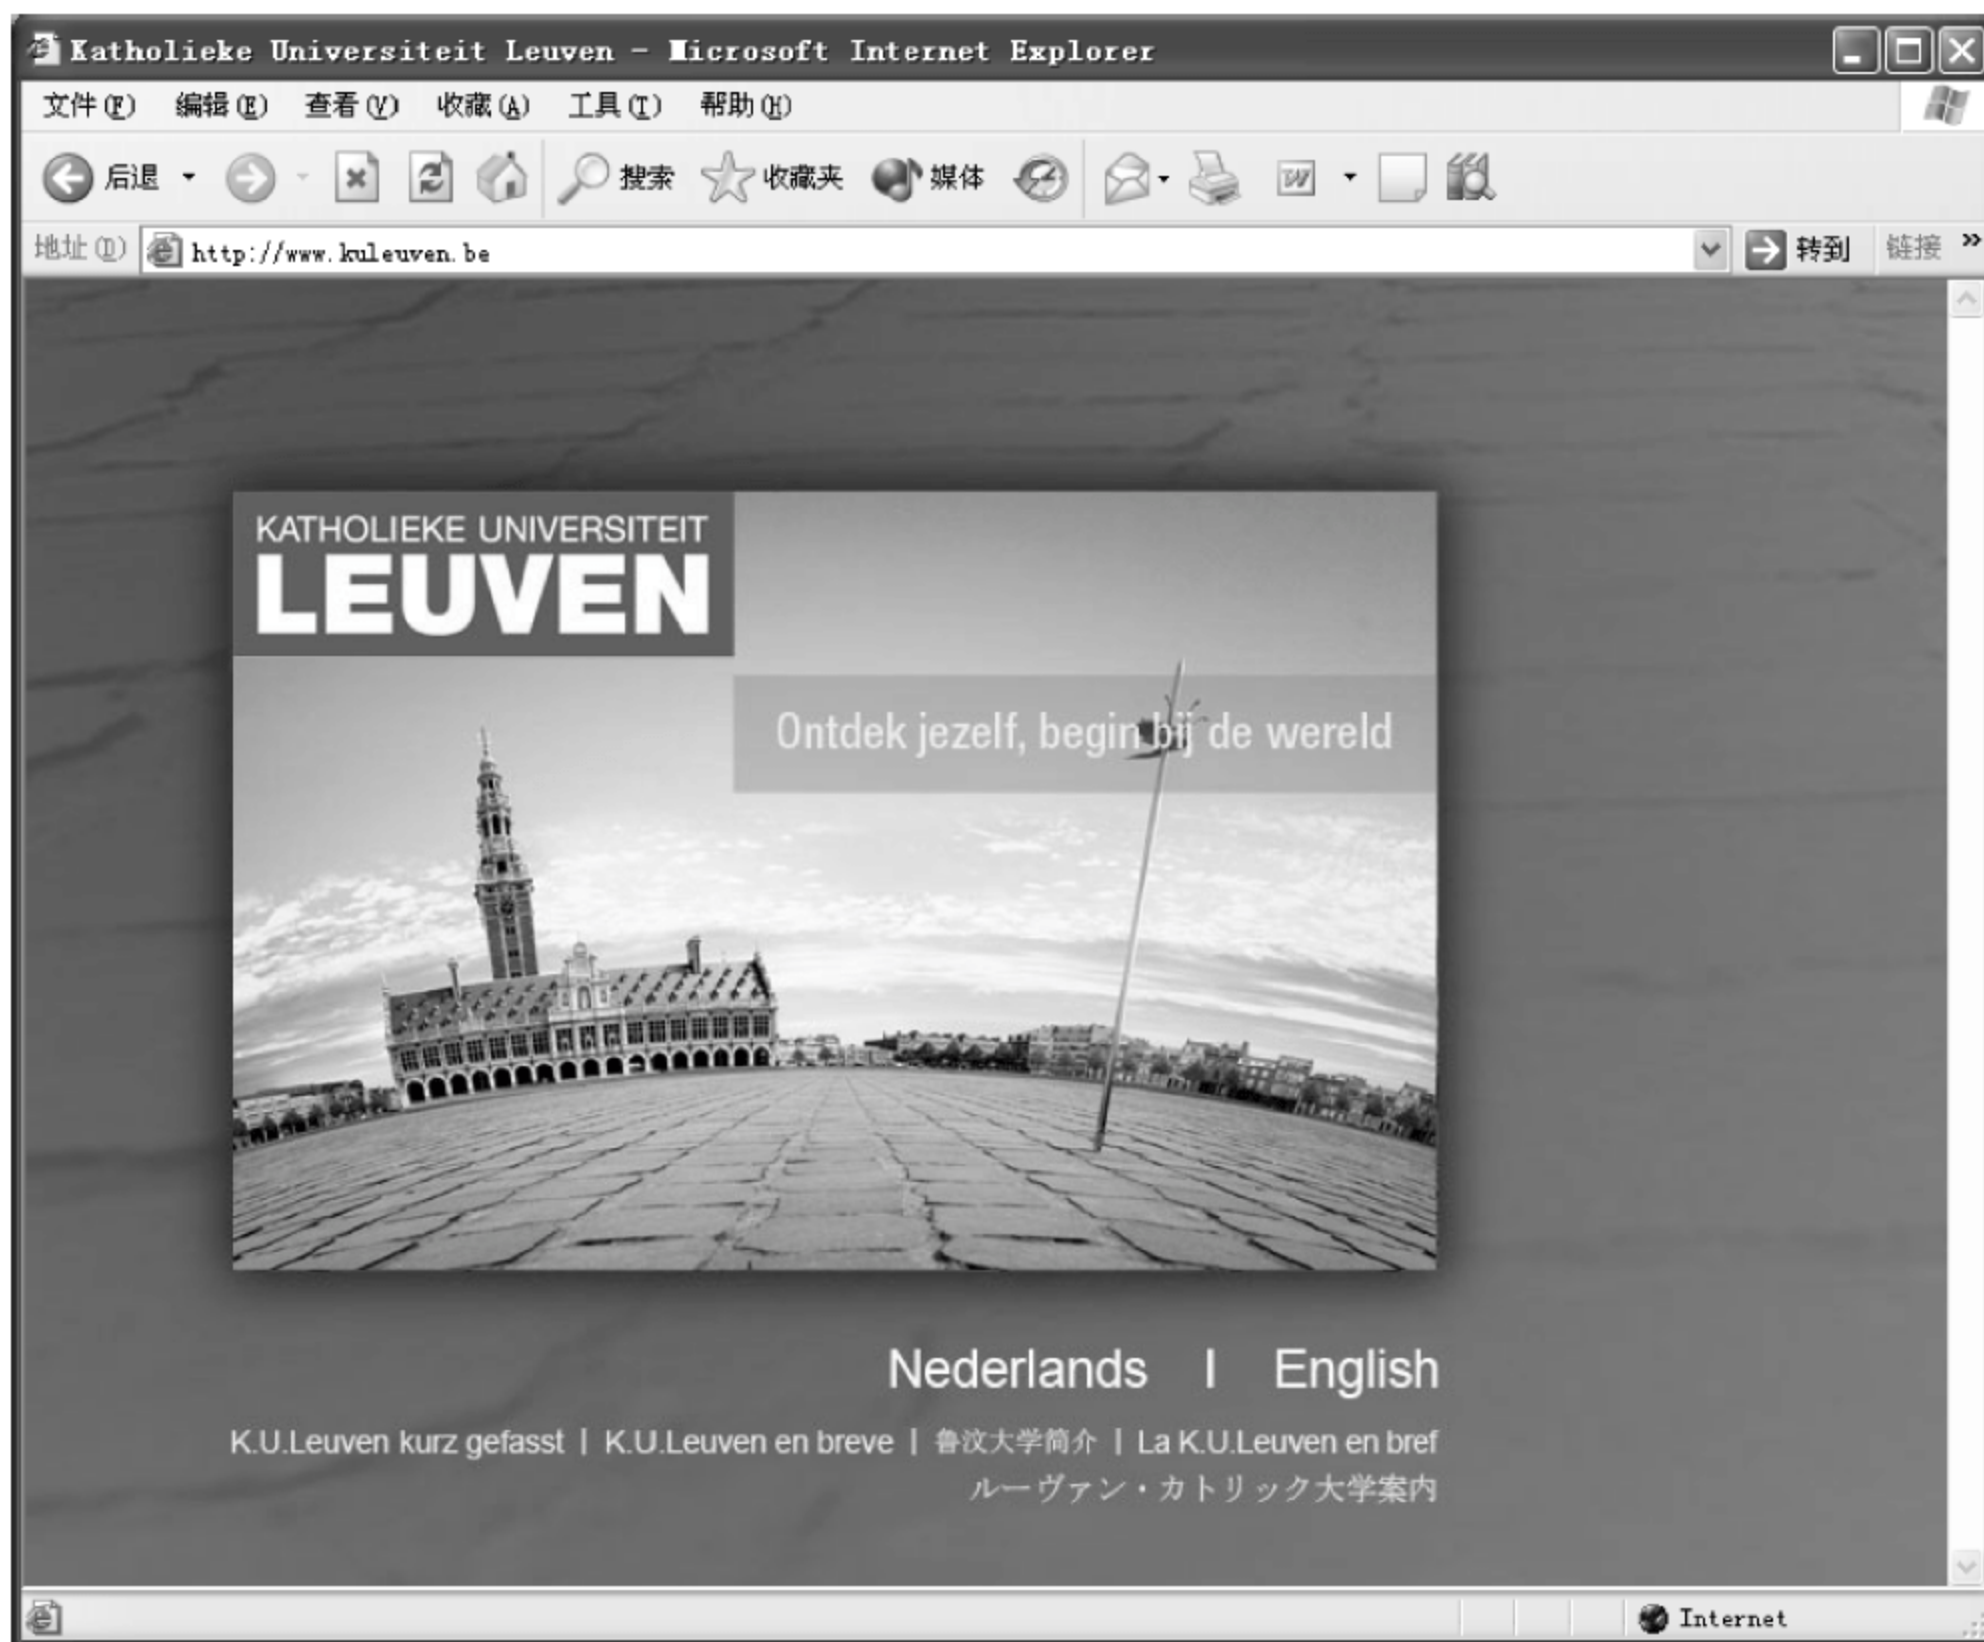 Katholieke Universiteit Leuven - Microsoft Internet Explorer
文件(F) 编辑(E) 查看(V) 收藏(A) 工具(T) 帮助(H)
后退 搜索 收藏夹 媒体 W
地址(D) http://www.kuleuven.be 转到 链接 »
KATHOLIEKE UNIVERSITEIT
LEUVEN
Ontdek jezelf, begin bij de wereld
Nederlands | English
K.U.Leuven kurz gefasst | K.U.Leuven en breve | 鲁汶大学简介 | La K.U.Leuven en bref
ルーヴァン・カトリック大学案内
Internet